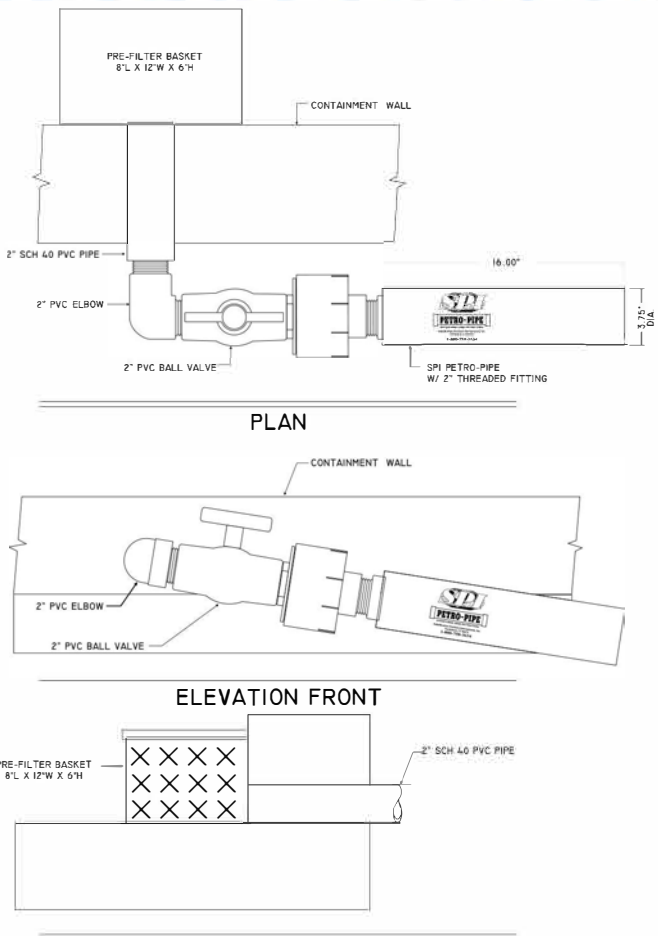 PRE-FILTER BASKET
8"L X 12"W X 6"H
CONTAINMENT WALL
2" SCH 40 PVC PIPE
16.00"
2" PVC ELBOW
SPI
PETRO-PIPE
3.75"
DIA.
2" PVC BALL VALVE
SPI PETRO-PIPE
W/ 2" THREADED FITTING
PLAN
CONTAINMENT WALL
SPI
PETRO-PIPE
2" PVC ELBOW
2" PVC BALL VALVE
ELEVATION FRONT
PRE-FILTER BASKET
8"L X 12"W X 6"H
2" SCH 40 PVC PIPE